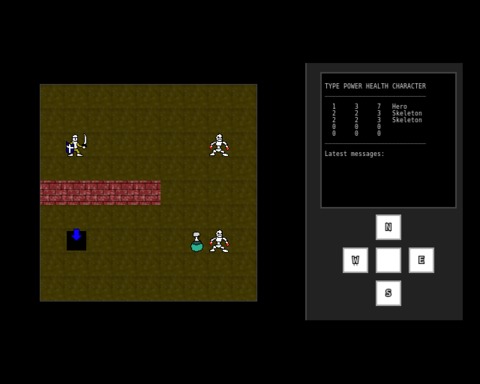 TYPE POWER HEALTH CHARACTER
1 3 7 Hero
2 2 3 Skeleton
2 2 3 Skeleton
0 0 0
0 0 0
Latest messages:
N
W E
S